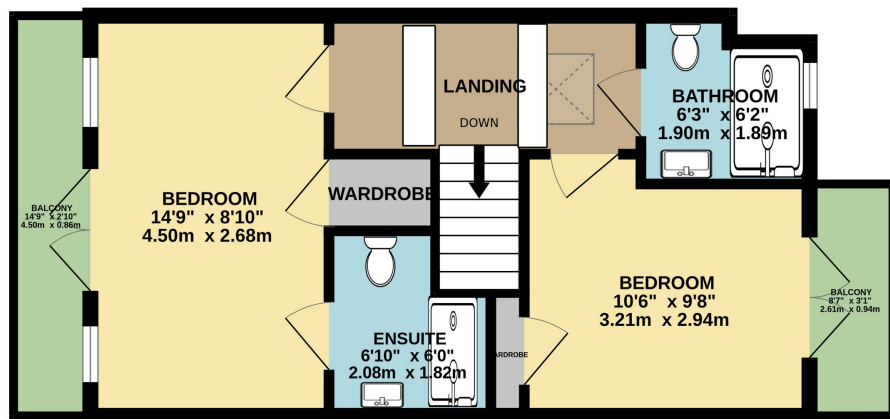 LANDING
DOWN
BATHROOM
6'3" x 6'2"
1.90m x 1.89m
BEDROOM
14'9" x 8'10"
4.50m x 2.68m
WARDROBE
BALCONY
14'9" x 2'10"
4.50m x 0.86m
BEDROOM
10'6" x 9'8"
3.21m x 2.94m
BALCONY
8'7" x 3'1"
2.61m x 0.94m
ENSUITE
6'10" x 6'0"
2.08m x 1.82m
ARDROBE